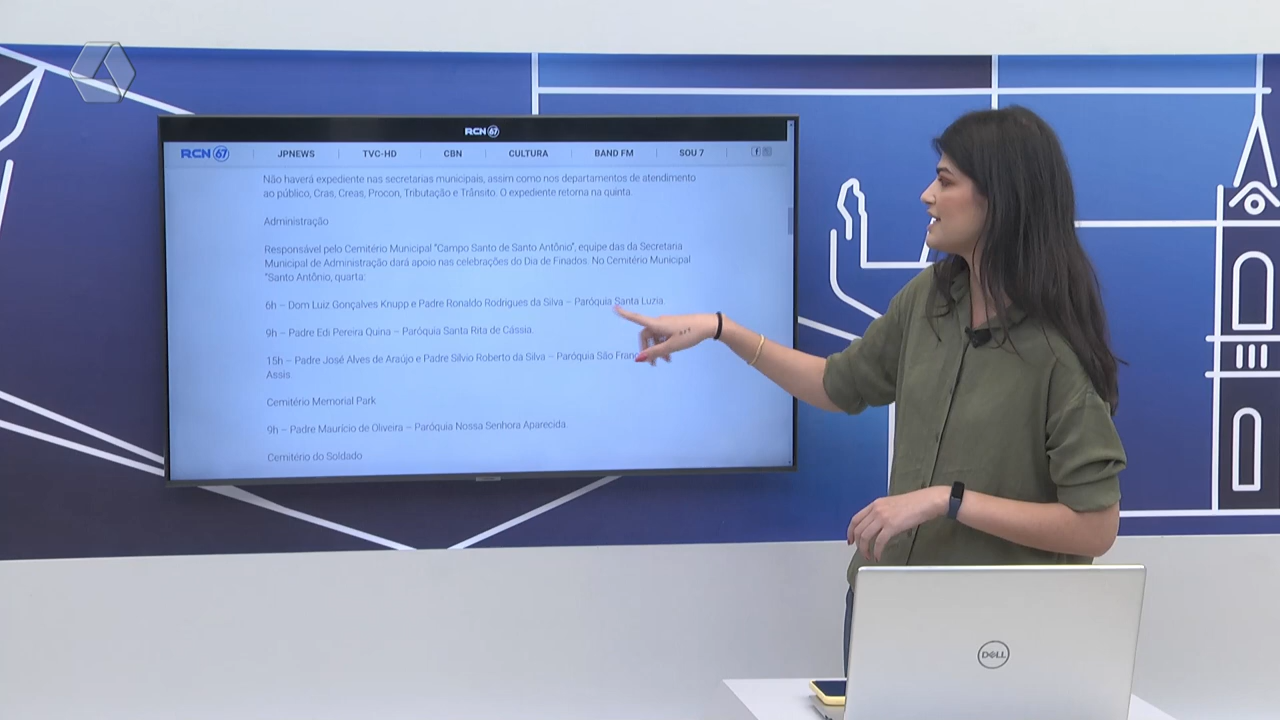 RCN 67
RCN 67
JPNEWS
TVC-HD
CBN
CULTURA
BAND FM
SOU 7
Não haverá expediente nas secretarias municipais, assim como nos departamentos de atendimento
ao público, Cras, Creas, Procon, Tributação e Trânsito. O expediente retorna na quinta.
Administração
Responsável pelo Cemitério Municipal “Campo Santo de Santo Antônio”, equipe das da Secretaria
Municipal de Administração dará apoio nas celebrações do Dia de Finados. No Cemitério Municipal
“Santo Antônio, quarta:
6h – Dom Luiz Gonçalves Knupp e Padre Ronaldo Rodrigues da Silva – Paróquia Santa Luzia.
9h – Padre Edi Pereira Quina – Paróquia Santa Rita de Cássia.
15h – Padre José Alves de Araújo e Padre Silvio Roberto da Silva – Paróquia São
Assis.
Cemitério Memorial Park
9h – Padre Maurício de Oliveira – Paróquia Nossa Senhora Aparecida.
Cemitério do Soldado
DELL